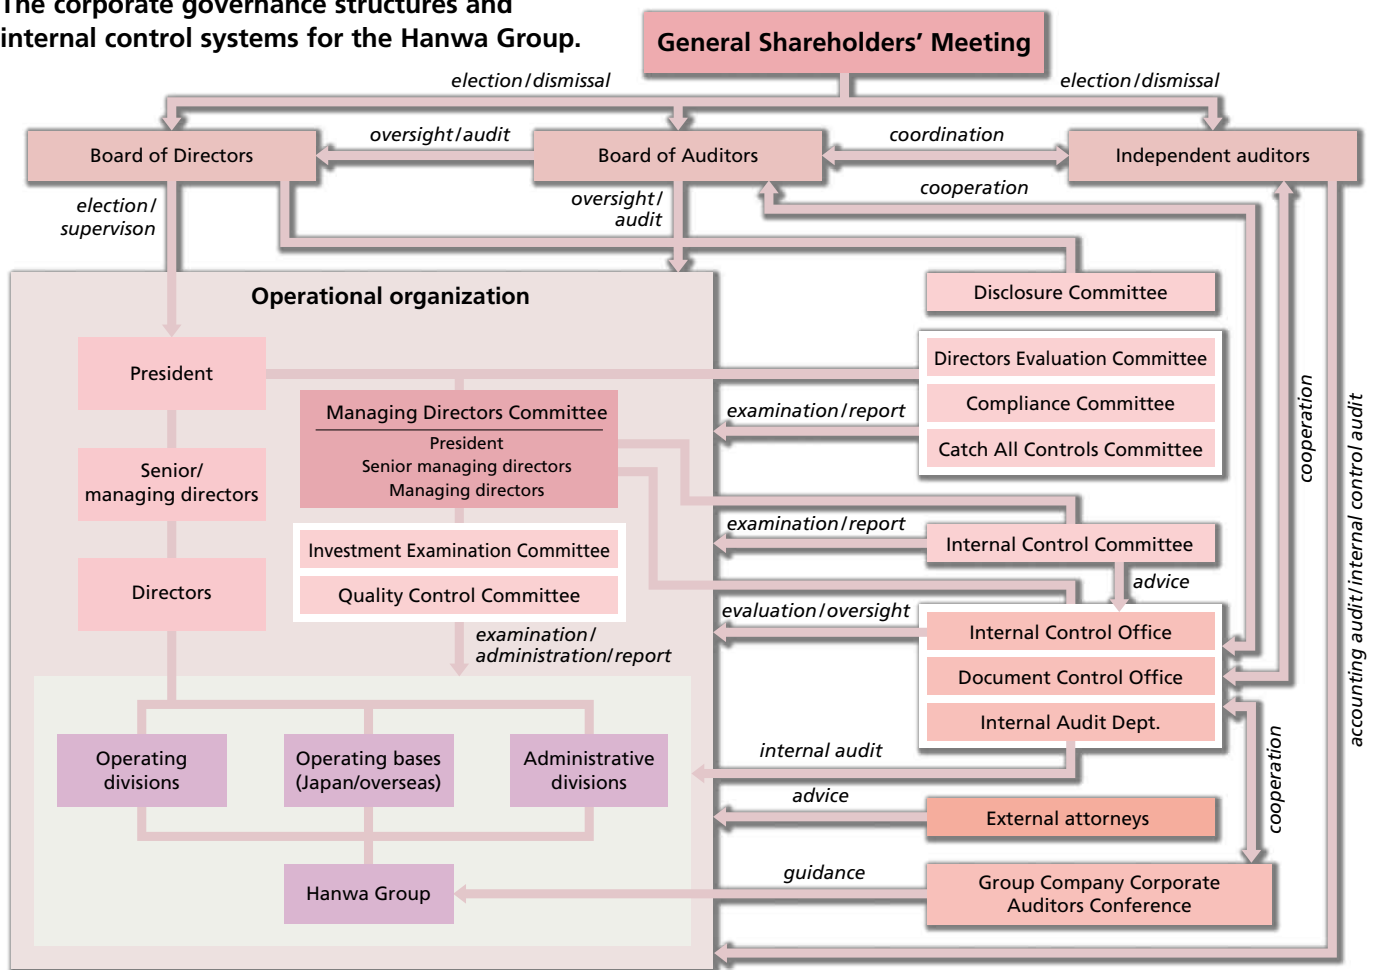 The corporate governance structures and
internal control systems for the Hanwa Group.
General Shareholders’ Meeting
election/dismissal
election/dismissal
Board of Directors
oversight/audit
Board of Auditors
coordination
Independent auditors
cooperation
election/
supervison
oversight/
audit
Operational organization
Disclosure Committee
President
Directors Evaluation Committee
Compliance Committee
Catch All Controls Committee
examination/report
Managing Directors Committee
President
Senior managing directors
Managing directors
Senior/
managing directors
examination/report
Internal Control Committee
advice
Investment Examination Committee
Quality Control Committee
Directors
evaluation/oversight
Internal Control Office
Document Control Office
Internal Audit Dept.
examination/
administration/report
cooperation
accounting audit/internal control audit
Operating
divisions
Operating bases
(Japan/overseas)
Administrative
divisions
internal audit
advice
External attorneys
cooperation
Hanwa Group
guidance
Group Company Corporate
Auditors Conference